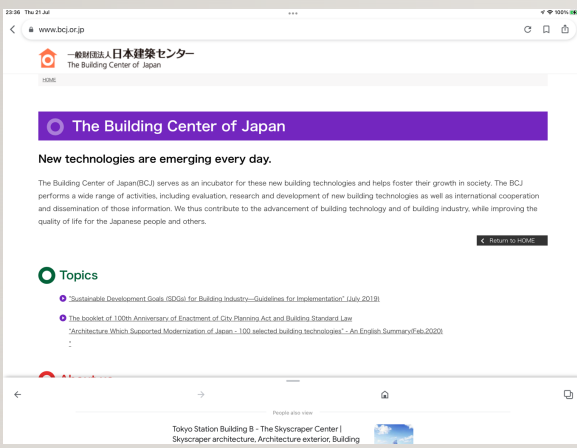 23:36 Thu 21 Jul
100%
www.bcj.or.jp
一般財団法人日本建築センター
The Building Center of Japan
HOME
The Building Center of Japan
New technologies are emerging every day.
The Building Center of Japan(BCJ) serves as an incubator for these new building technologies and helps foster their growth in society. The BCJ
performs a wide range of activities, including evaluation, research and development of new building technologies as well as international cooperation
and dissemination of those information. We thus contribute to the advancement of building technology and of building industry, while improving the
quality of life for the Japanese people and others.
Return to HOME
Topics
"Sustainable Development Goals (SDGs) for Building Industry—Guidelines for Implementation" (July 2019)
The booklet of 100th Anniversary of Enactment of City Planning Act and Building Standard Law
"Architecture Which Supported Modernization of Japan - 100 selected building technologies" - An English Summary(Feb.2020)
"
People also view
Tokyo Station Building B - The Skyscraper Center |
Skyscraper architecture, Architecture exterior, Building